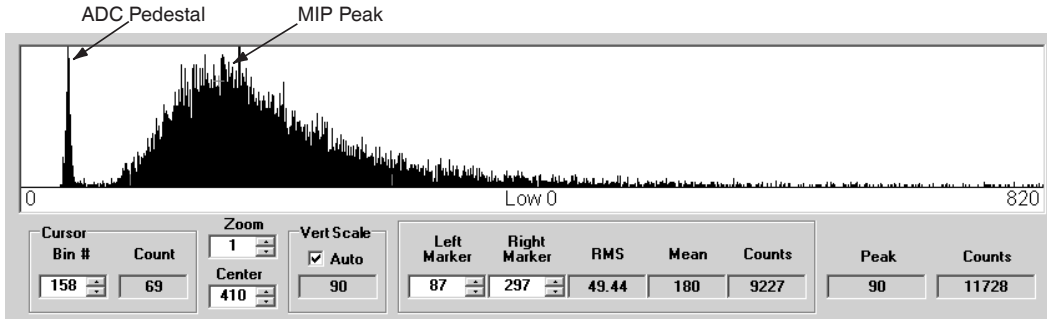 ADC Pedestal MIP Peak
0 Low 0 820
Cursor
Bin # Count
158 69
Zoom
1
Center
410
Vert Scale
Auto
90
Left Marker Right Marker RMS Mean Counts
87 297 49.44 180 9227
Peak Counts
90 11728